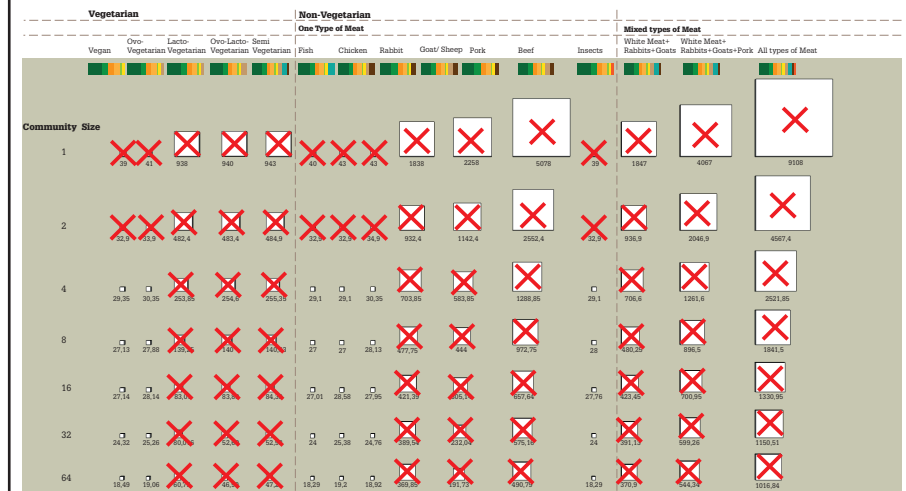 Vegetarian Non-Vegetarian
One Type of Meat Mixed types of Meat
Vegan Ovo-Vegetarian Lacto-Vegetarian Ovo-Lacto-Vegetarian Semi Vegetarian Fish Chicken Rabbit Goat/ Sheep Pork Beef Insects White Meat+ Rabbits+Goats White Meat+ Rabbits+Goats+Pork All types of Meat
Community Size
1
39 41 938 940 943 40 43 43 1838 2258 5078 39 1847 4067 9108
2
32,9 33,9 482,4 483,4 484,9 32,9 32,9 34,9 932,4 1142,4 2552,4 32,9 936,9 2046,9 4567,4
4
29,35 30,35 253,85 254,6 255,35 29,1 29,1 30,35 703,85 583,85 1288,85 29,1 706,6 1261,6 2521,85
8
27,13 27,88 140 27 27 28,13 477,75 444 972,75 28 480,25 896,5 1841,5
16
27,14 28,14 27,01 28,58 27,95 421,39 657,64 27,76 423,45 700,95 1330,95
32
24,32 25,26 24 25,38 24,76 389,54 232,04 575,16 24 391,13 599,26 1150,51
64
18,49 19,06 18,29 19,2 18,92 369,85 191,73 490,79 18,29 370,9 544,34 1016,84